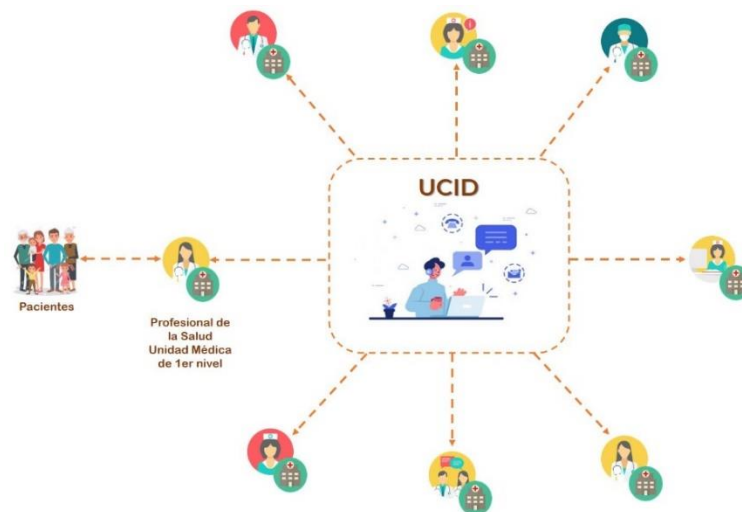 UCID
Pacientes
Profesional de
la Salud
Unidad Médica
de 1er nivel